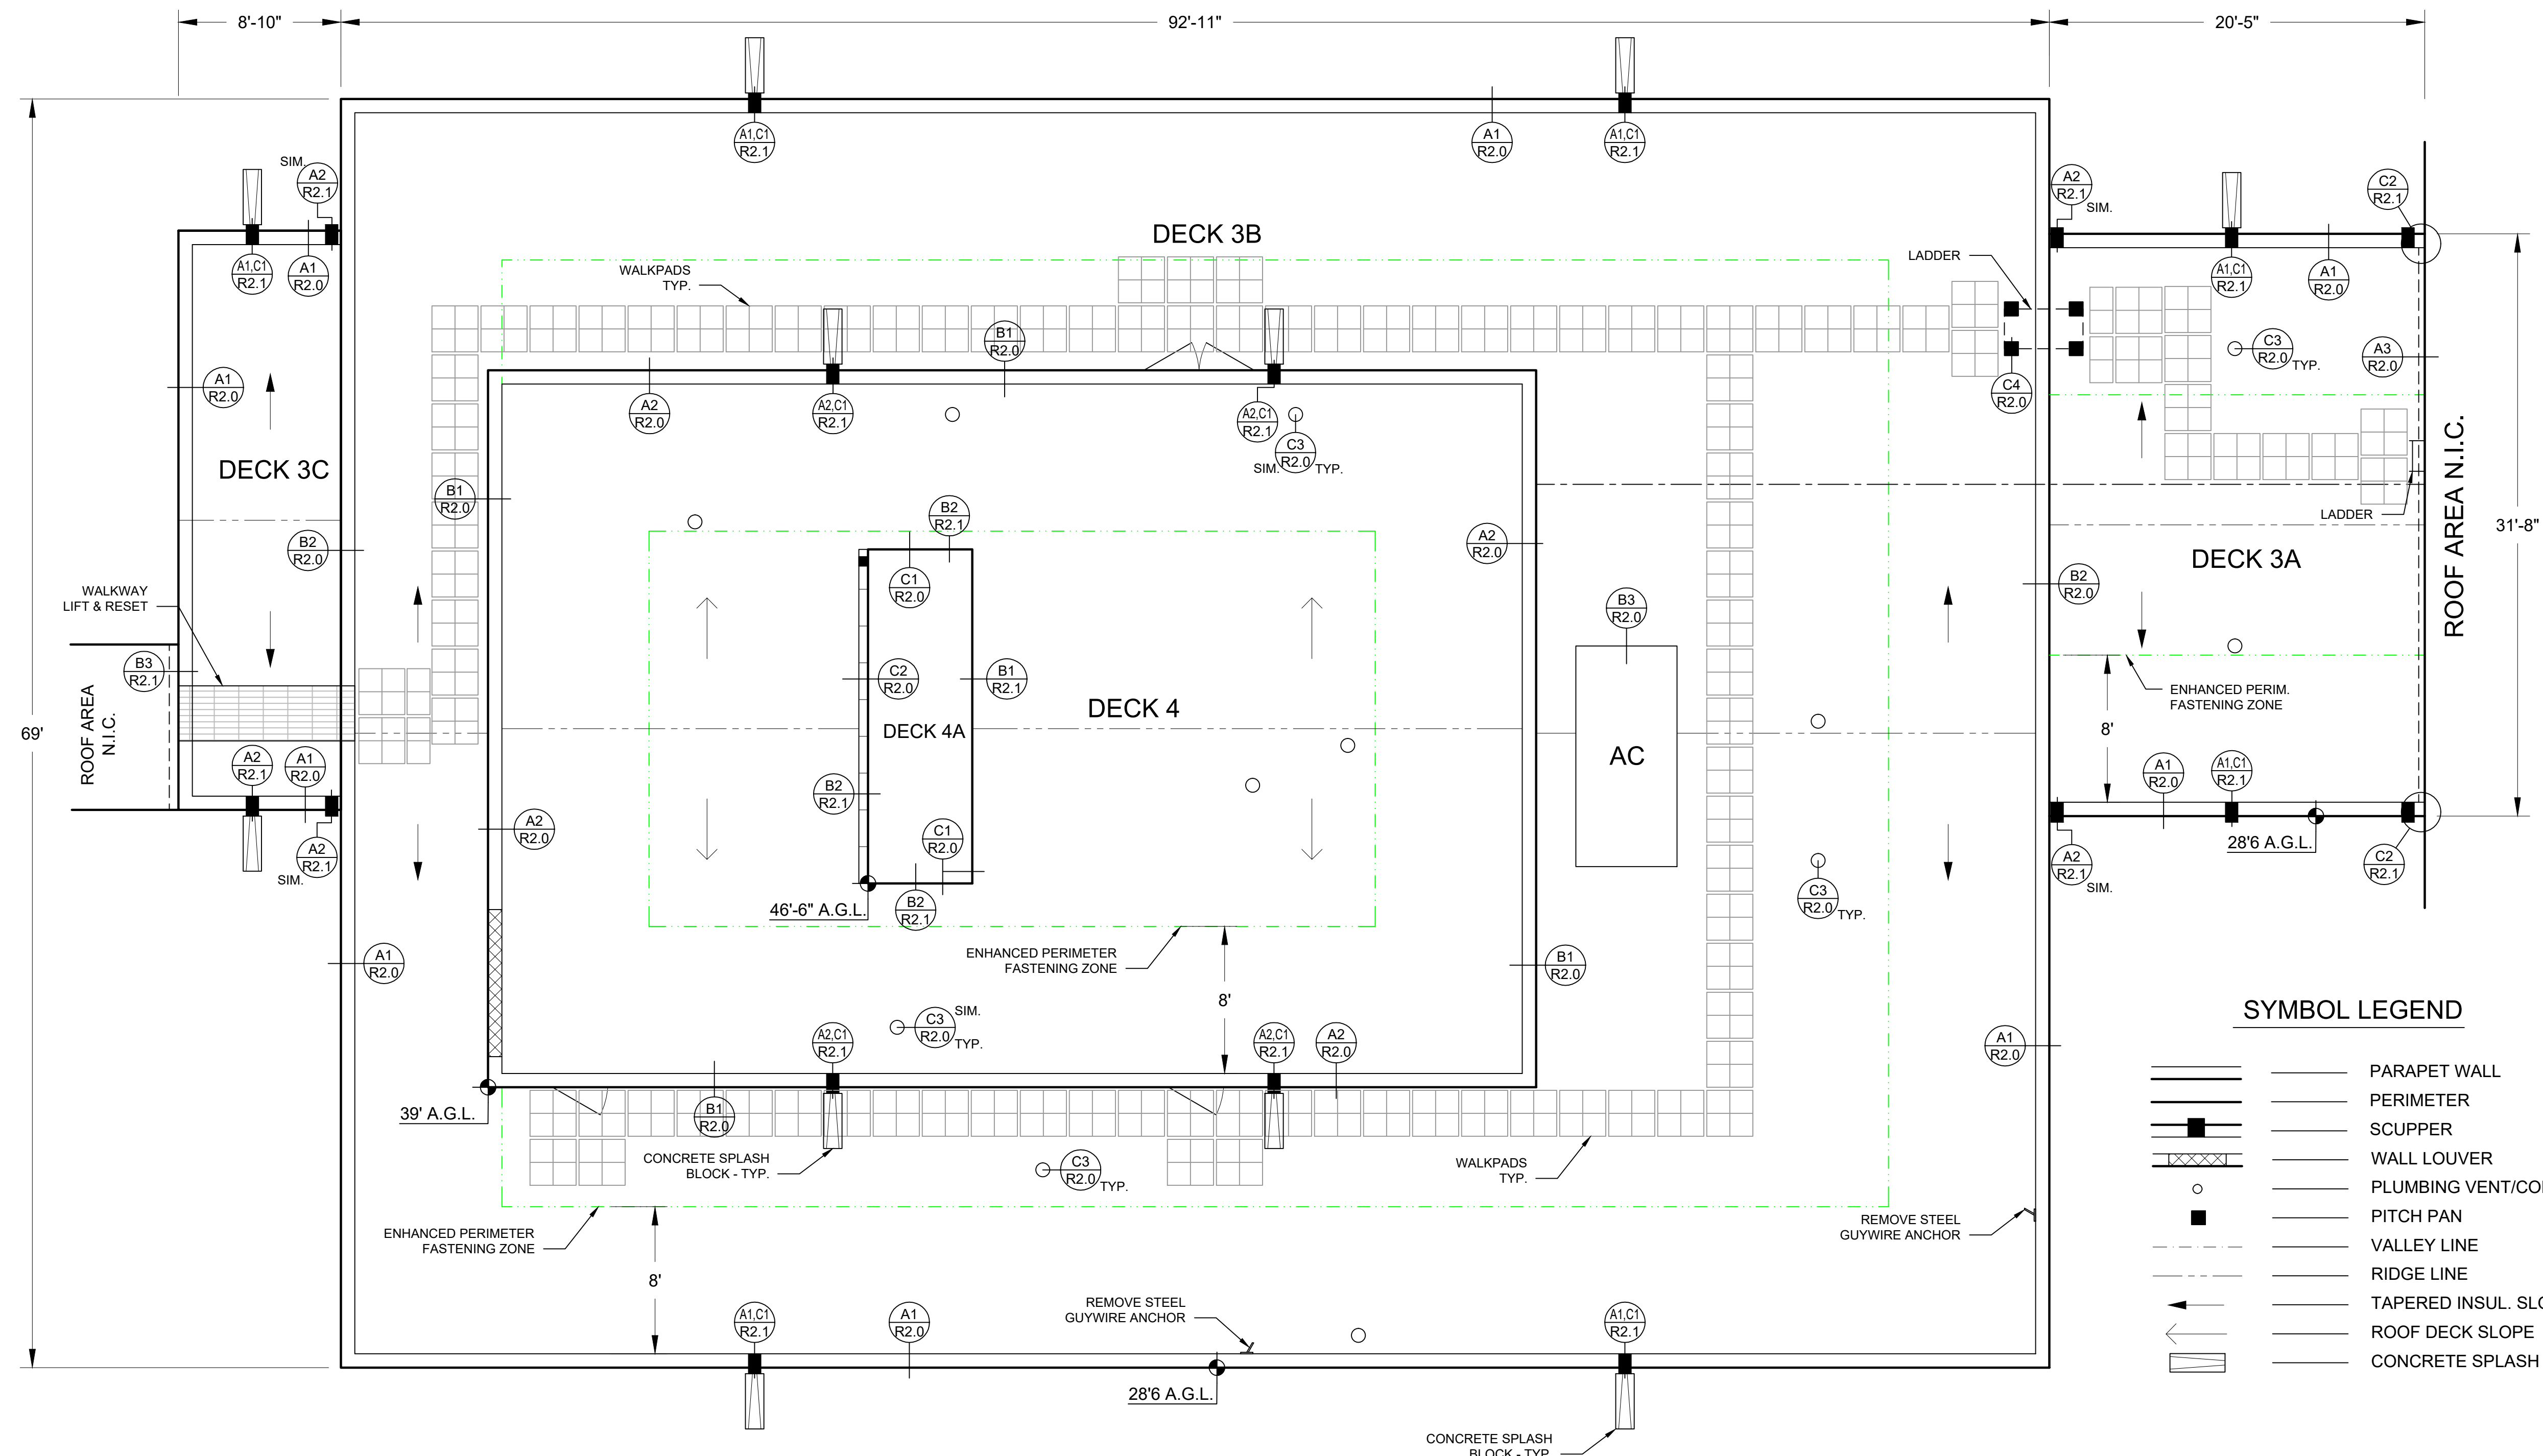 8'-10"
92'-11"
20'-5"
A1,C1
R2.1
A1
R2.0
A1,C1
R2.1
SIM.
A2
R2.1
A2
R2.1
SIM.
C2
R2.1
DECK 3B
A1,C1
R2.1
A1
R2.0
WALKPADS
TYP.
LADDER
A1,C1
R2.1
A1
R2.0
B1
R2.0
C3
R2.0
TYP.
A3
R2.0
A1
R2.0
A2
R2.0
A2,C1
R2.1
A2,C1
R2.1
C3
R2.0
SIM.
TYP.
C4
R2.0
DECK 3C
B1
R2.0
B2
R2.1
A2
R2.0
LADDER
ROOF AREA N.I.C.
31'-8"
B2
R2.0
C1
R2.0
B3
R2.0
B2
R2.0
DECK 3A
WALKWAY
LIFT & RESET
B3
R2.1
C2
R2.0
B1
R2.1
DECK 4
DECK 4A
AC
ENHANCED PERIM.
FASTENING ZONE
8'
69'
ROOF AREA
N.I.C.
A2
R2.1
A1
R2.0
B2
R2.1
A1
R2.0
A1,C1
R2.1
A2
R2.1
SIM.
A2
R2.0
C1
R2.0
28'6 A.G.L.
A2
R2.1
SIM.
C2
R2.1
46'-6" A.G.L.
B2
R2.1
C3
R2.0
TYP.
A1
R2.0
ENHANCED PERIMETER
FASTENING ZONE
B1
R2.0
8'
C3
R2.0
SIM.
TYP.
A2,C1
R2.1
A2,C1
R2.1
A2
R2.0
A1
R2.0
39' A.G.L.
B1
R2.0
CONCRETE SPLASH
BLOCK - TYP.
C3
R2.0
TYP.
WALKPADS
TYP.
ENHANCED PERIMETER
FASTENING ZONE
8'
REMOVE STEEL
GUYWIRE ANCHOR
REMOVE STEEL
GUYWIRE ANCHOR
A1,C1
R2.1
A1
R2.0
A1,C1
R2.1
28'6 A.G.L.
CONCRETE SPLASH
BLOCK - TYP.
SYMBOL LEGEND
PARAPET WALL
PERIMETER
SCUPPER
WALL LOUVER
PLUMBING
PITCH PAN
VALLEY LINE
RIDGE LINE
TAPERED INSUL.
ROOF DECK SLOPE
CONCRETE SPLASH